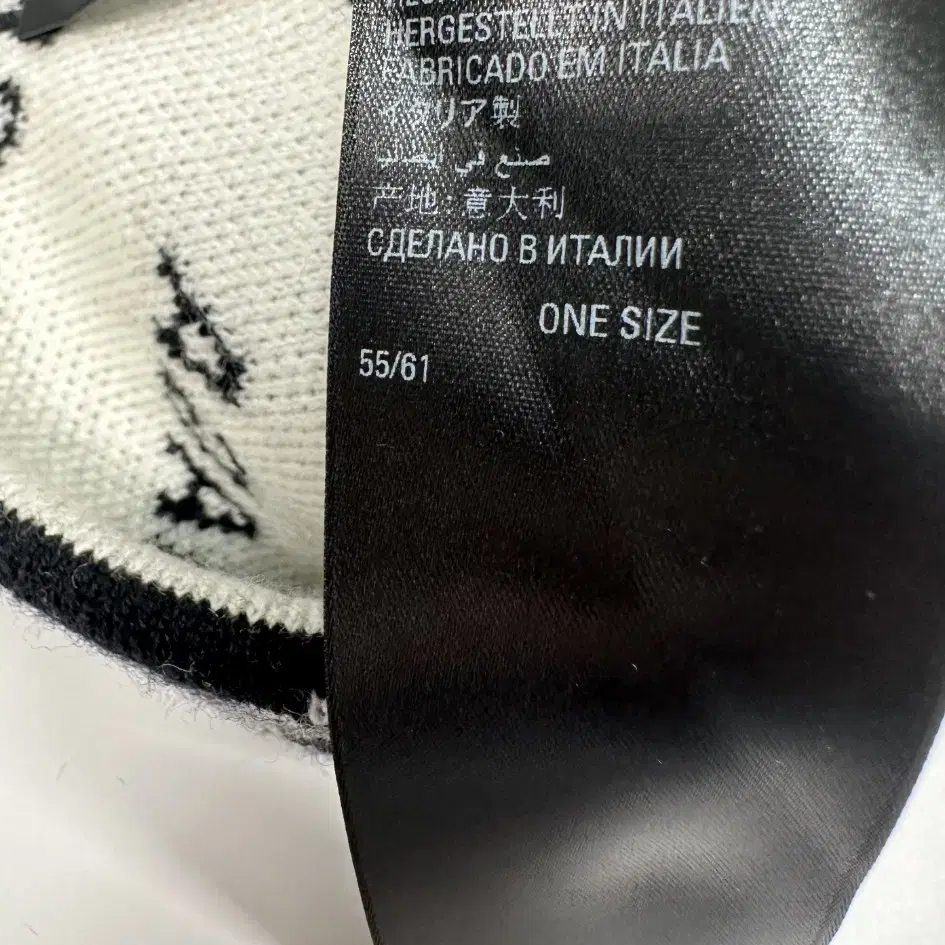 HERGESTELLT IN ITALIEN
FABRICADO EM ITÁLIA
イタリア製
صنع في
产地:意大利
СДЕЛАНО В ИТАЛИИ
ONE SIZE
55/61